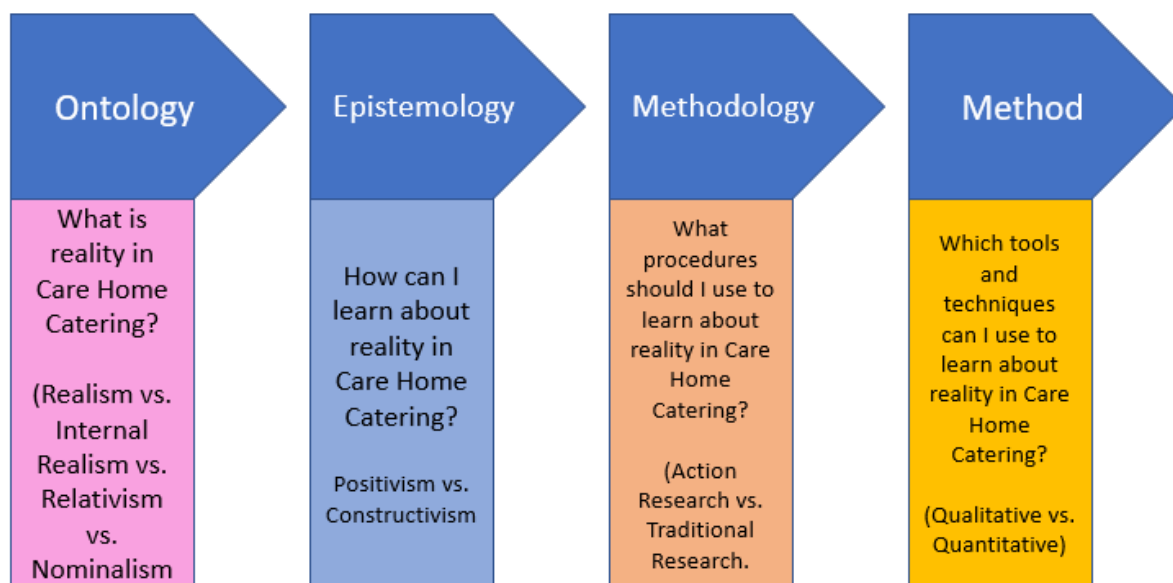 Ontology
What is
reality in
Care Home
Catering?
(Realism vs.
Internal
Realism vs.
Relativism
vs.
Nominalism
Epistemology
How can I
learn about
reality in
Care Home
Catering?
Positivism vs.
Constructivism
Methodology
What
procedures
should I use to
learn about
reality in Care
Home
Catering?
(Action
Research vs.
Traditional
Research.
Method
Which tools
and
techniques
can I use to
learn about
reality in Care
Home
Catering?
(Qualitative vs.
Quantitative)